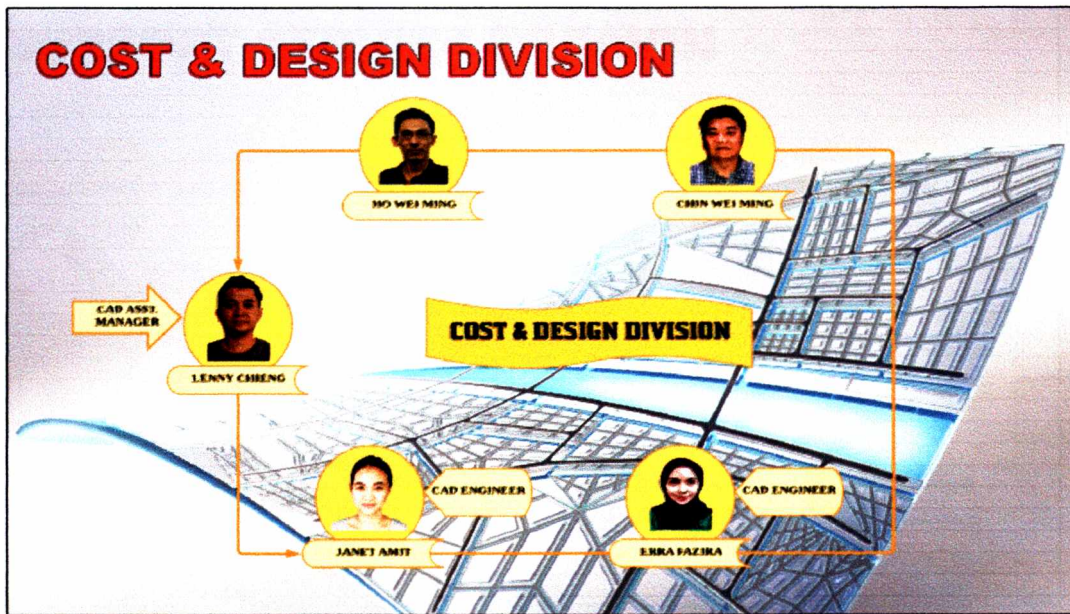 COST & DESIGN DIVISION
HO WEI MING
CHIN WEI MING
CAD ASST.
MANAGER
COST & DESIGN DIVISION
LENNY CHIENG
CAD ENGINEER
CAD ENGINEER
JANET AMIT
ERRA FAZIRA